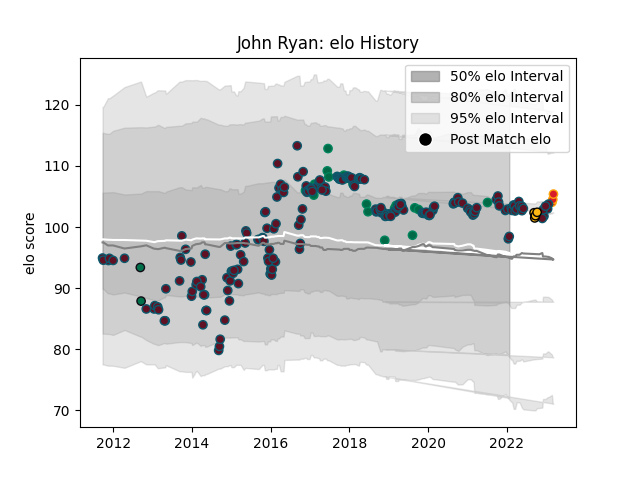 John Ryan: elo History
50% elo Interval
80% elo Interval
95% elo Interval
Post Match elo
elo score
120
110
100
90
80
70
2012
2014
2016
2018
2020
2022